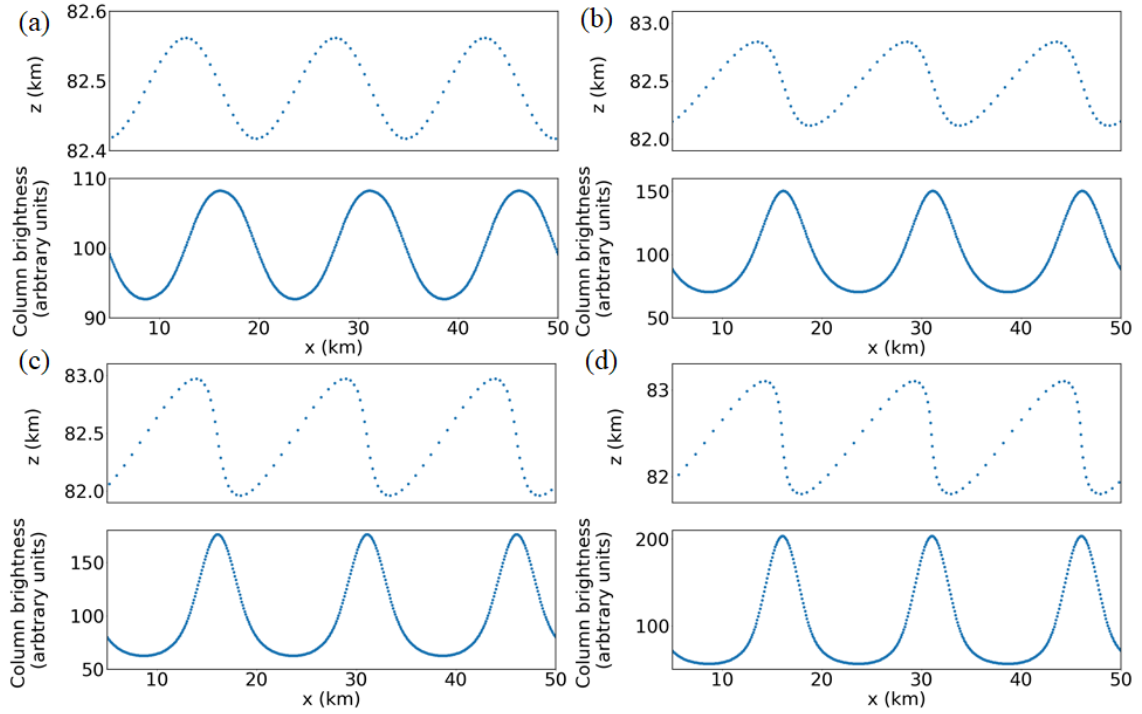 (a)
82.6
82.5
82.4
z (km)
110
100
90
Column brightness
(arbtrary units)
10 20 30 40 50
x (km)
(b)
83.0
82.5
82.0
z (km)
150
100
50
Column brightness
(arbtrary units)
10 20 30 40 50
x (km)
(c)
83.0
82.5
82.0
z (km)
150
100
50
Column brightness
(arbtrary units)
10 20 30 40 50
x (km)
(d)
83
82
z (km)
200
100
Column brightness
(arbtrary units)
10 20 30 40 50
x (km)